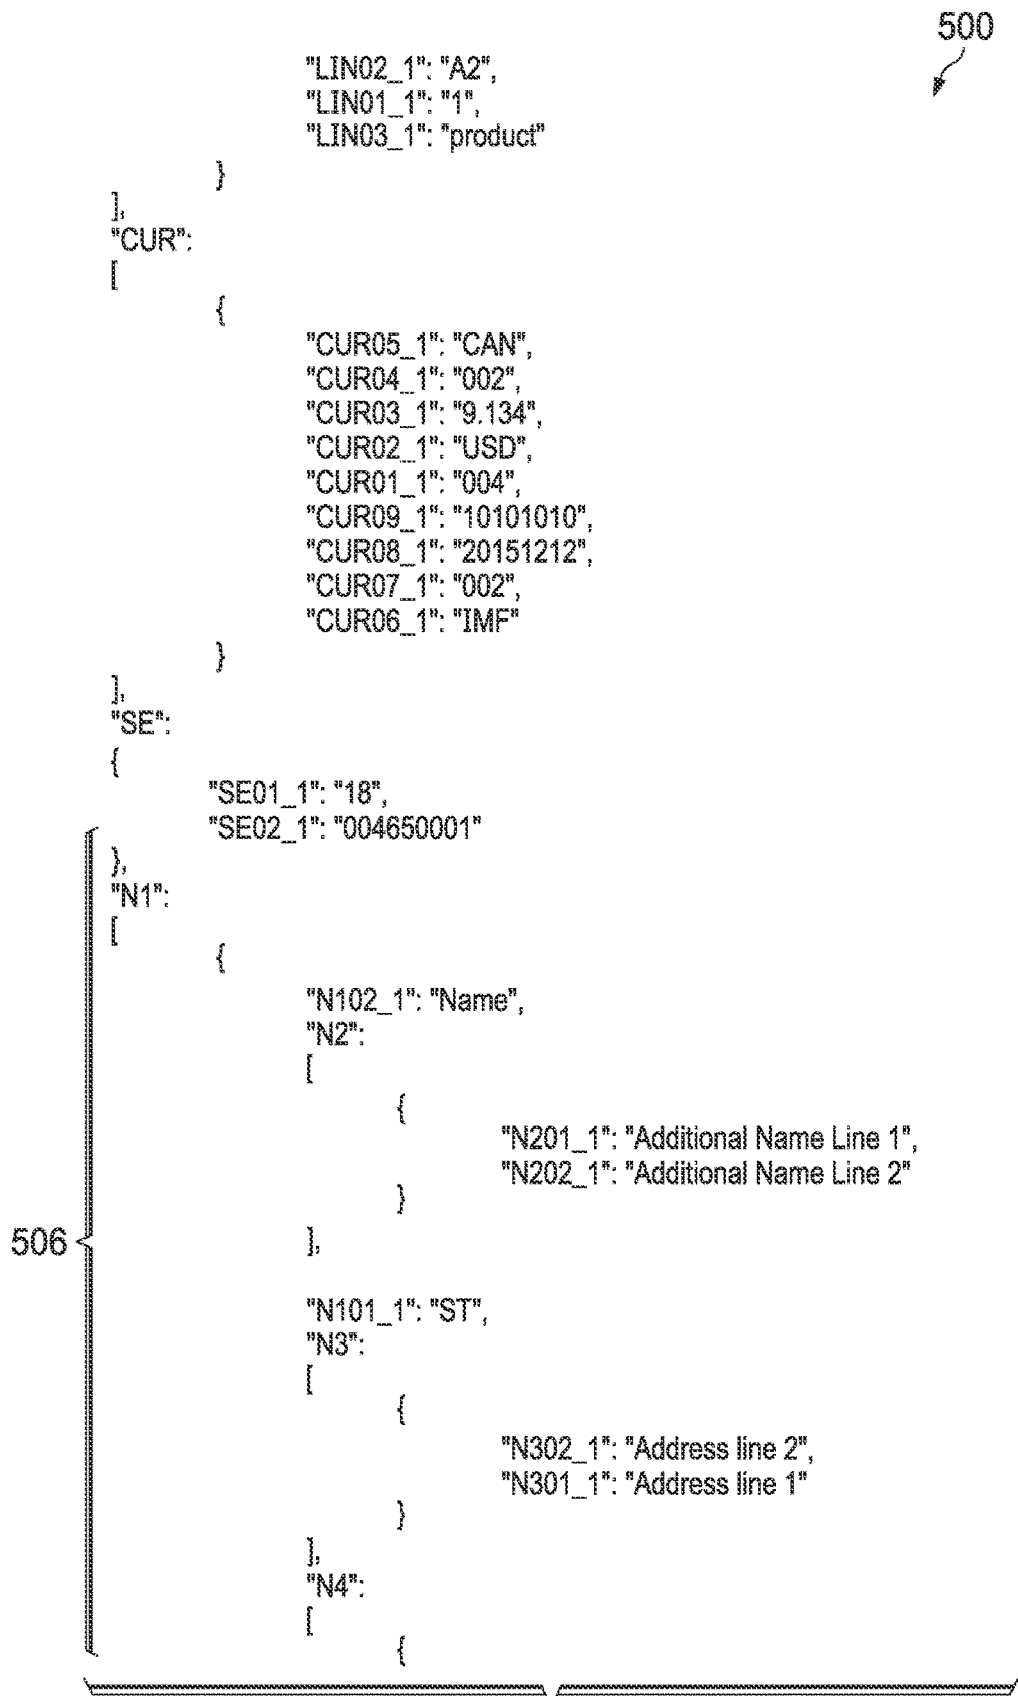 500
"LIN02_1": "A2",
"LIN01_1": "1",
"LIN03_1": "product"
}
],
"CUR":
[
{
"CUR05_1": "CAN",
"CUR04_1": "002",
"CUR03_1": "9.134",
"CUR02_1": "USD",
"CUR01_1": "004",
"CUR09_1": "10101010",
"CUR08_1": "20151212",
"CUR07_1": "002",
"CUR06_1": "IMF"
}
],
"SE":
{
"SE01_1": "18",
"SE02_1": "004650001"
},
"N1":
[
{
"N102_1": "Name",
"N2":
[
{
"N201_1": "Additional Name Line 1",
"N202_1": "Additional Name Line 2"
}
506
],
"N101_1": "ST",
"N3":
[
{
"N302_1": "Address line 2",
"N301_1": "Address line 1"
}
],
"N4":
[
{